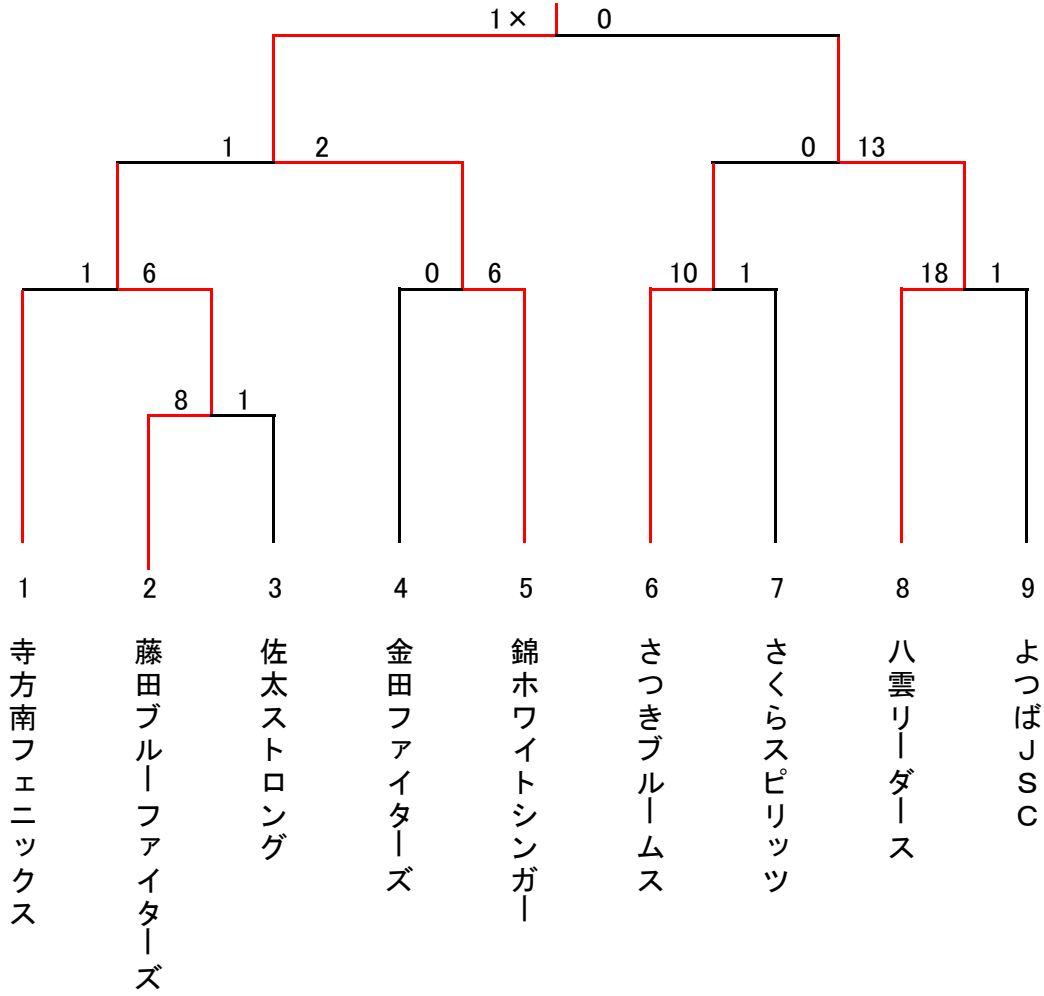 1× 0
1 2 0 13
1 6 0 6 10 1 18 1
8 1
1 2 3 4 5 6 7 8 9
寺方南フェニックス
藤田ブルーファイターズ
佐太ストロング
金田ファイターズ
錦ホワイトシンガー
さつきブルームス
さくらスピリッツ
八雲リーダース
よつばＪＳＣ